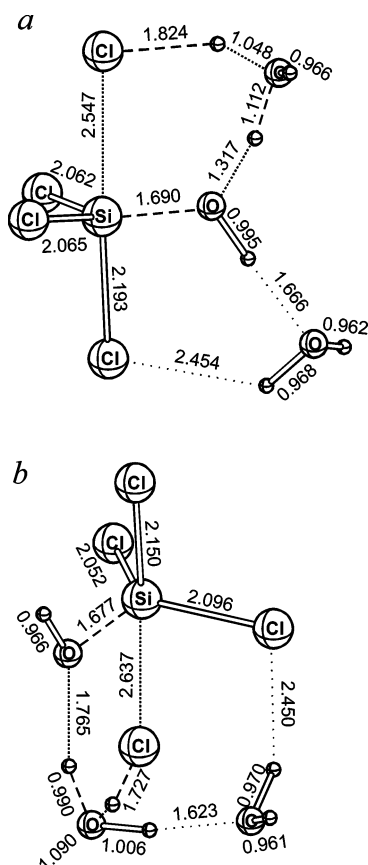 a
Cl
1.824
1.048
0.966
O
2.547
1.112
1.317
2.062
Cl
Cl
Si
1.690
O
2.065
0.995
2.193
1.666
Cl
2.454
O
0.962
0.968
b
Cl
Cl
2.150
2.052
1.677
Si
2.096
Cl
0.966
O
2.637
1.765
2.450
Cl
0.990
1.727
0.970
O
1.623
O
1.090
1.006
0.961